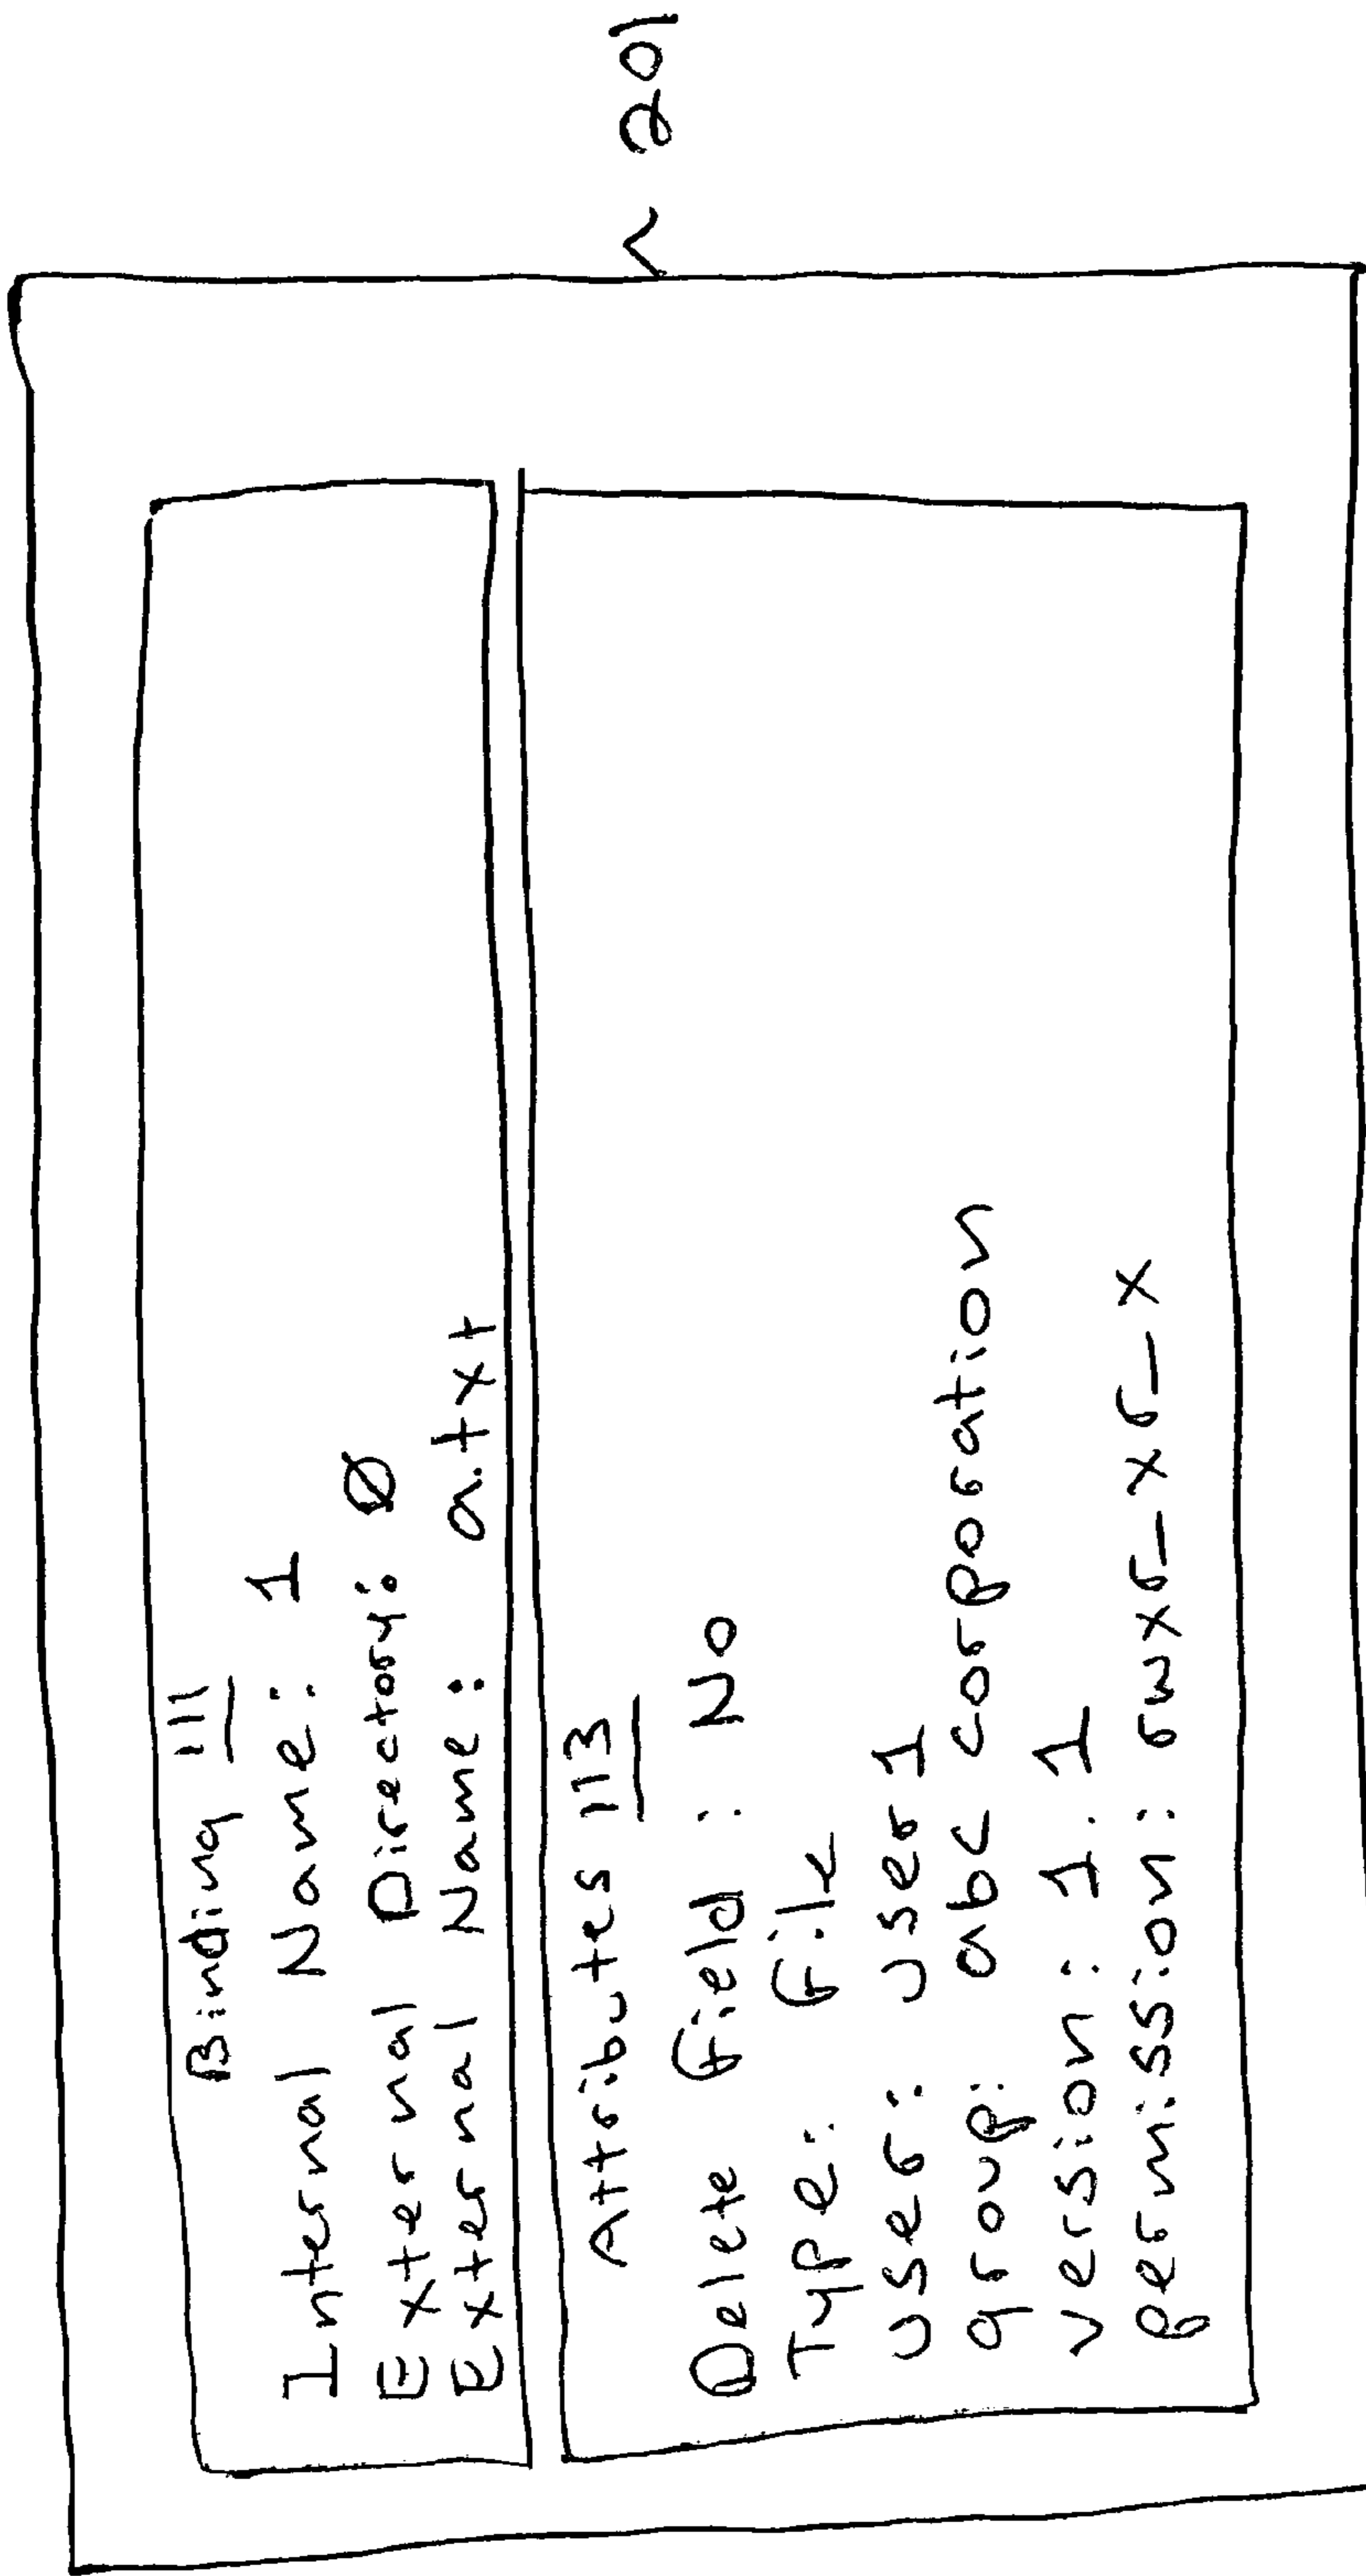 Binding 111
Internal Name: 1
External Directory: Ø
External Name: a.txt
Attributes 113
Delete field: No
Type: file
user: user1
group: abc corporation
version: 1.1
permission: rwxr-xr-x
201